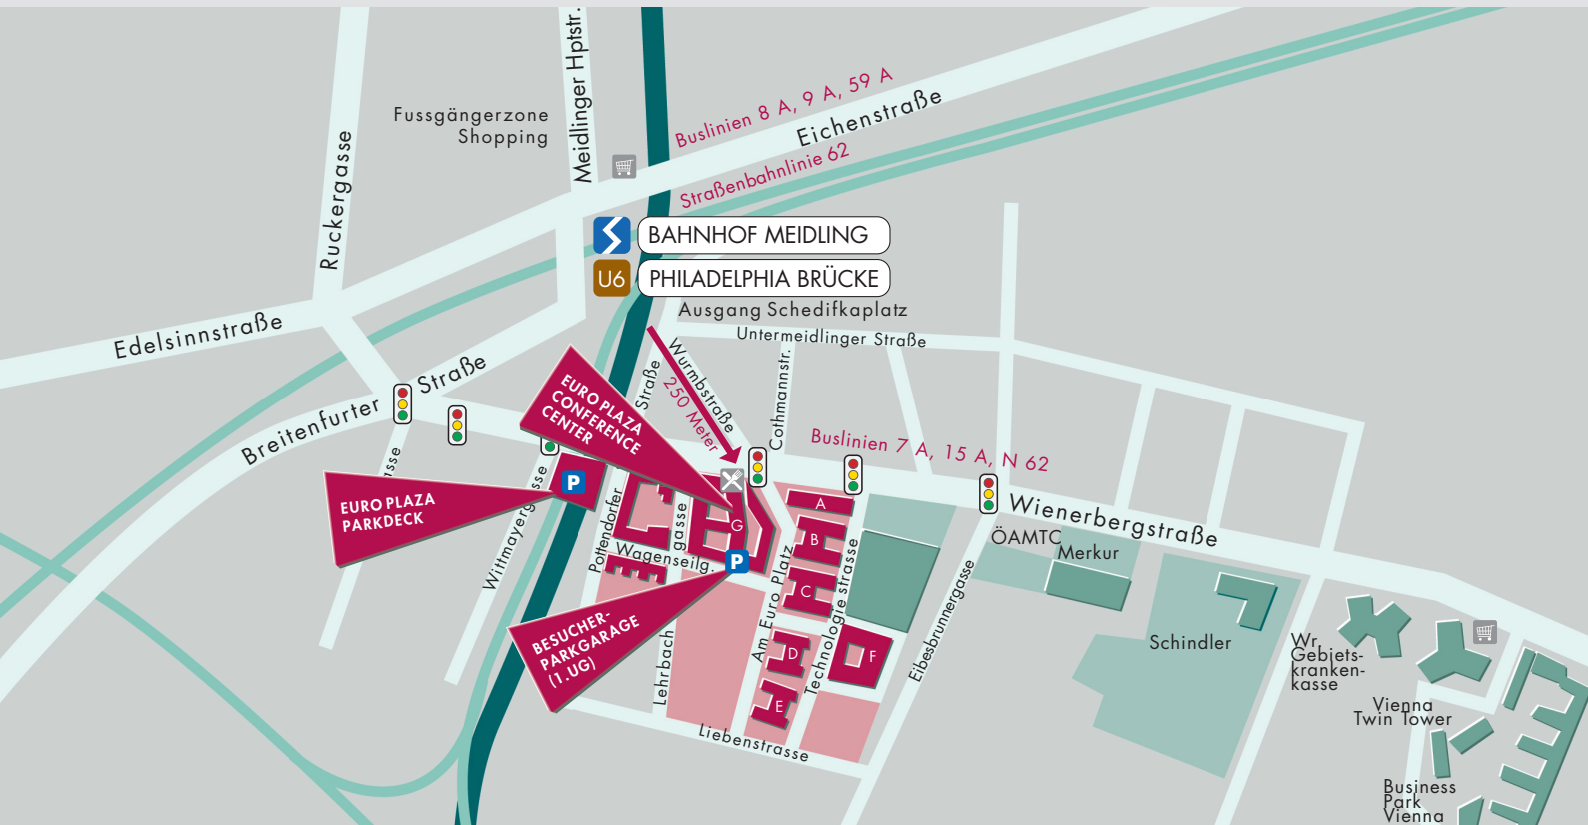 Meidlinger Hptstr.
Buslinien 8 A, 9 A, 59 A
Eichenstraße
Fussgängerzone
Shopping
Ruckergasse
Straßenbahnlinie 62
BAHNHOF MEIDLING
U6
PHILADELPHIA BRÜCKE
Ausgang Schedifkaplatz
Untermeidlinger Straße
Edelsinnstraße
Breitenfurter Straße
Wurmbstraße
250 Meter
Straße
Cothmannstr.
EURO PLAZA
CONFERENCE
CENTER
Buslinien 7 A, 15 A, N 62
Wienerbergstraße
asse
EURO PLAZA
PARKDECK
P
Wittmayergasse
Pottendorfer
gasse
Wagenseilg.
G
P
A
B
C
D
E
F
Am Euro Platz
Technologiestrasse
Eibesbrunnergasse
ÖAMTC
Merkur
Schindler
BESUCHER-
PARKGARAGE
(1.UG)
Lehrbach
Liebenstrasse
Wr.
Gebiets-
kranken-
kasse
Vienna
Twin Tower
Business
Park
Vienna